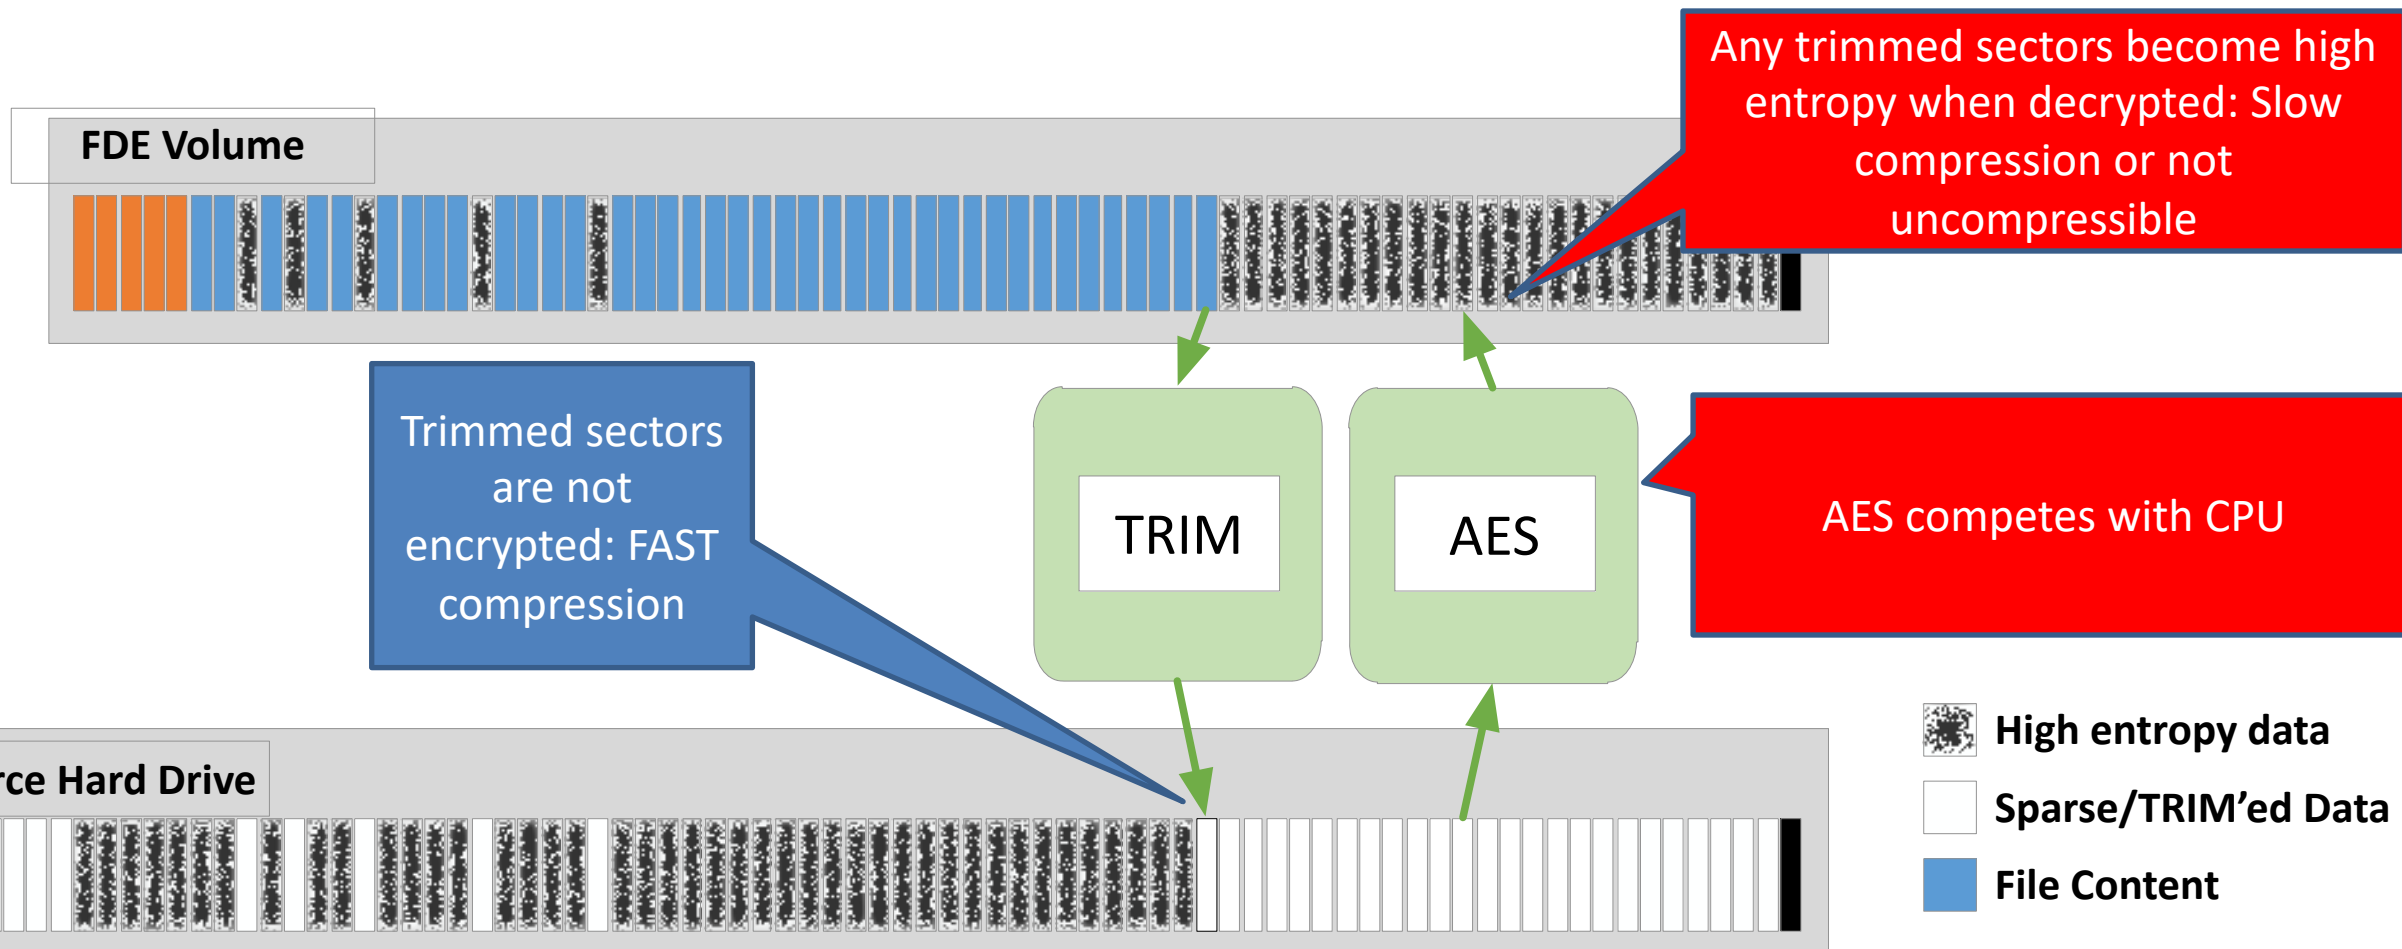 Any trimmed sectors become high
entropy when decrypted: Slow
compression or not
uncompressible
FDE Volume
Trimmed sectors
are not
encrypted: FAST
compression
TRIM
AES
AES competes with CPU
rce Hard Drive
High entropy data
Sparse/TRIM’ed Data
File Content